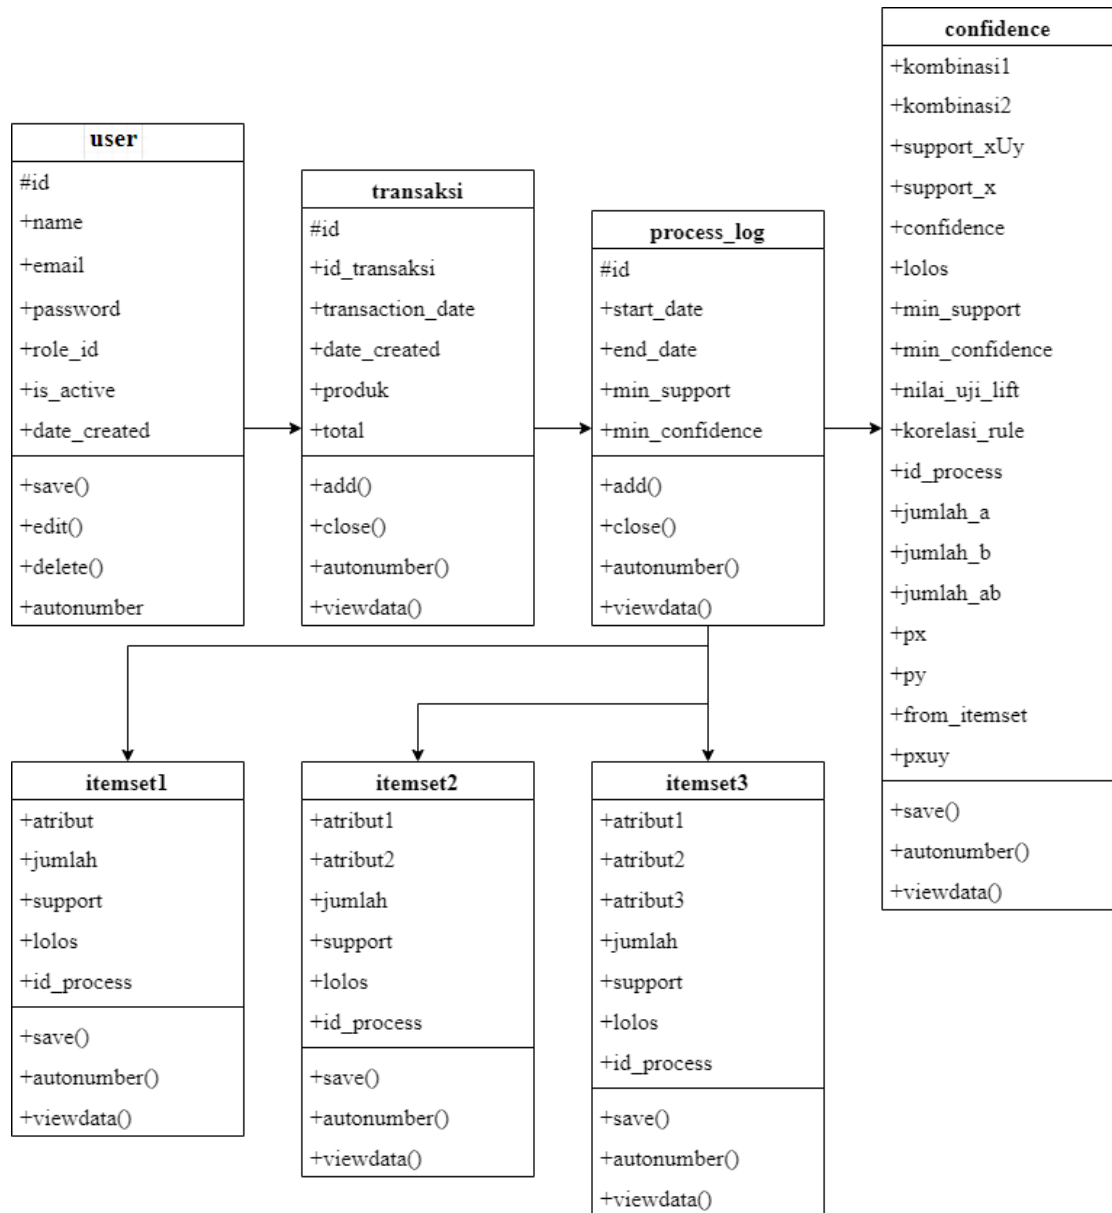 user
#id
+name
+email
+password
+role_id
+is_active
+date_created
+save()
+edit()
+delete()
+autonumber
transaksi
#id
+id_transaksi
+transaction_date
+date_created
+produk
+total
+add()
+close()
+autonumber()
+viewdata()
process_log
#id
+start_date
+end_date
+min_support
+min_confidence
+add()
+close()
+autonumber()
+viewdata()
confidence
+kombinasi1
+kombinasi2
+support_xUy
+support_x
+confidence
+lolos
+min_support
+min_confidence
+nilai_uji_lift
+korelasi_rule
+id_process
+jumlah_a
+jumlah_b
+jumlah_ab
+px
+py
+from_itemset
+pxuy
+save()
+autonumber()
+viewdata()
itemset1
+atribut
+jumlah
+support
+lolos
+id_process
+save()
+autonumber()
+viewdata()
itemset2
+atribut1
+atribut2
+jumlah
+support
+lolos
+id_process
+save()
+autonumber()
+viewdata()
itemset3
+atribut1
+atribut2
+atribut3
+jumlah
+support
+lolos
+id_process
+save()
+autonumber()
+viewdata()